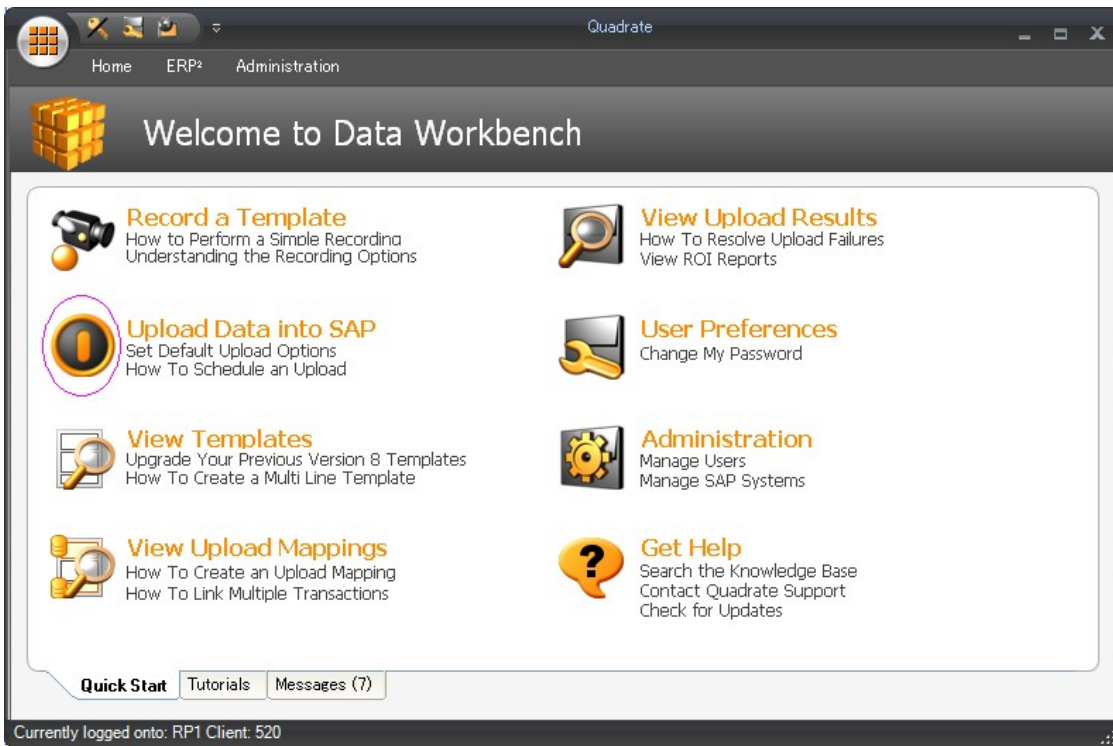 Quadrate
Home ERP² Administration
Welcome to Data Workbench
Record a Template
How to Perform a Simple Recording
Understanding the Recording Options
View Upload Results
How To Resolve Upload Failures
View ROI Reports
Upload Data into SAP
Set Default Upload Options
How To Schedule an Upload
User Preferences
Change My Password
View Templates
Upgrade Your Previous Version 8 Templates
How To Create a Multi Line Template
Administration
Manage Users
Manage SAP Systems
View Upload Mappings
How To Create an Upload Mapping
How To Link Multiple Transactions
Get Help
Search the Knowledge Base
Contact Quadrate Support
Check for Updates
Quick Start Tutorials Messages (7)
Currently logged onto: RP1 Client: 520